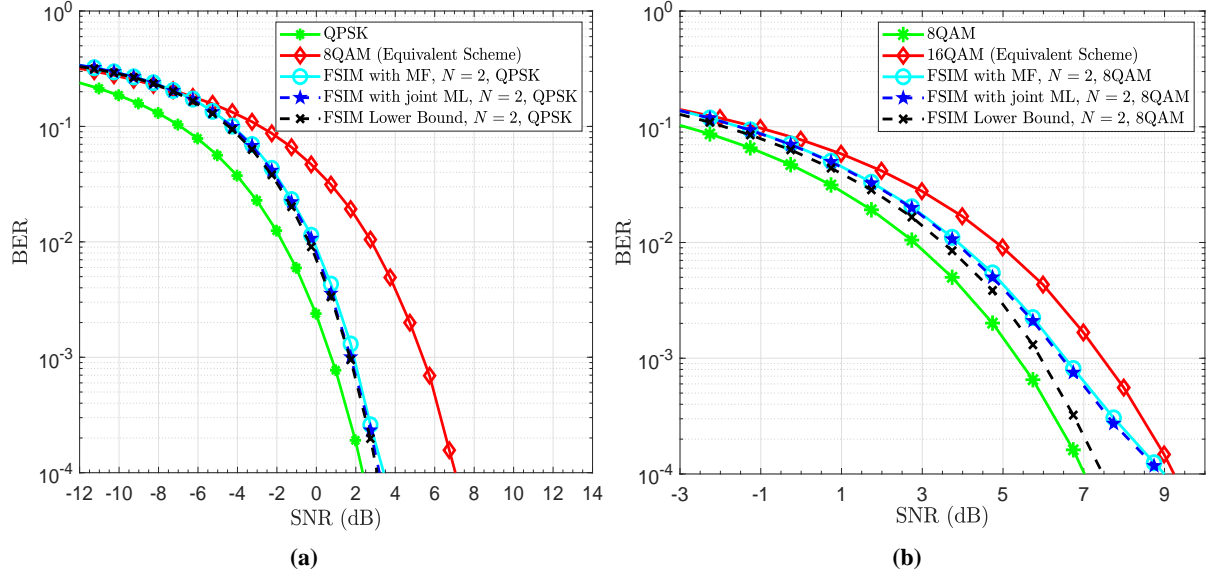 10^0
10^-1
10^-2
10^-3
10^-4
BER
-12 -10 -8 -6 -4 -2 0 2 4 6 8 10 12 14
SNR (dB)
QPSK
8QAM (Equivalent Scheme)
FSIM with MF, N = 2, QPSK
FSIM with joint ML, N = 2, QPSK
FSIM Lower Bound, N = 2, QPSK
(a)
10^0
10^-1
10^-2
10^-3
10^-4
BER
-3 -1 1 3 5 7 9
SNR (dB)
8QAM
16QAM (Equivalent Scheme)
FSIM with MF, N = 2, 8QAM
FSIM with joint ML, N = 2, 8QAM
FSIM Lower Bound, N = 2, 8QAM
(b)